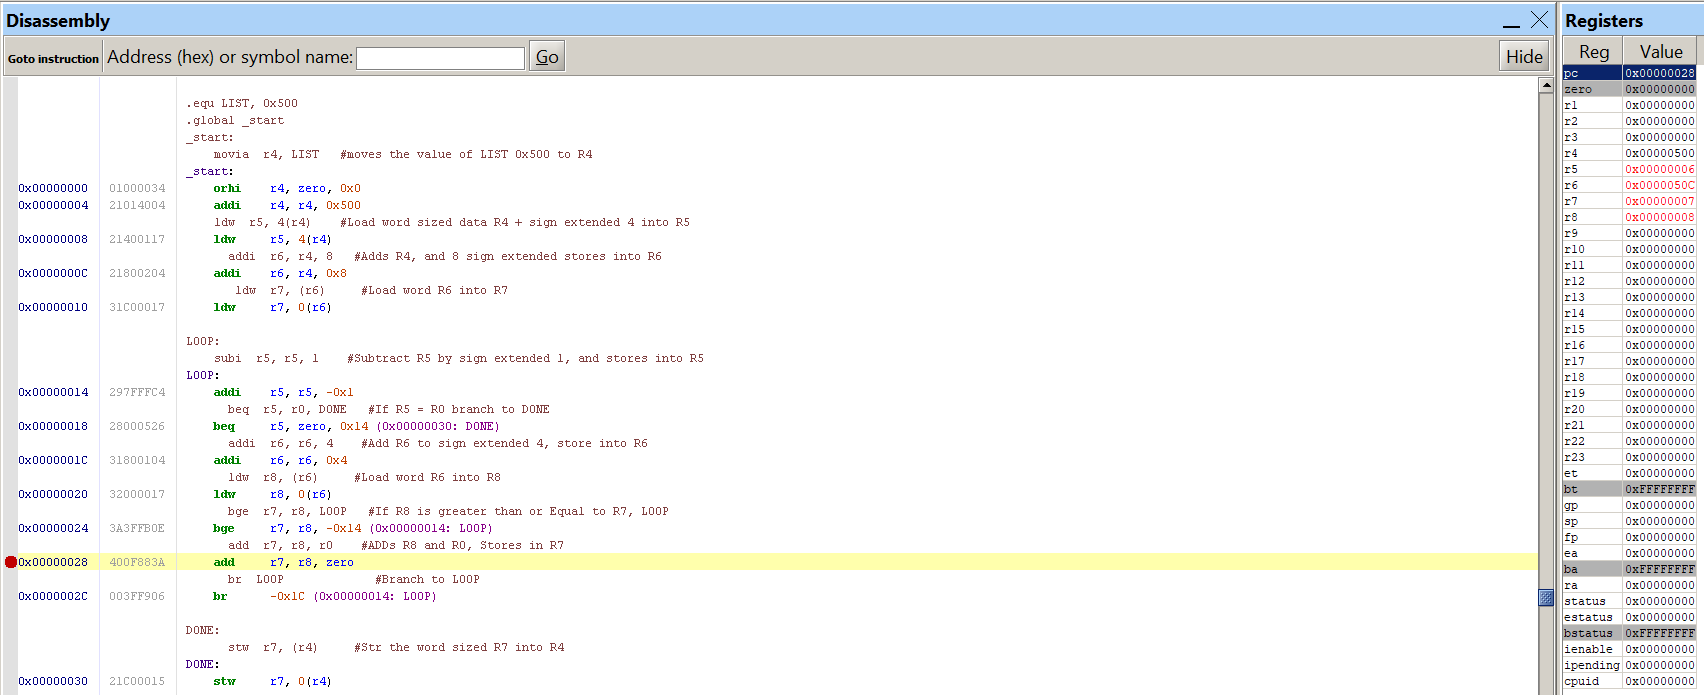 Disassembly
Goto instruction Address (hex) or symbol name: Go Hide
.equ LIST, 0x500
.global _start
_start:
movia r4, LIST #moves the value of LIST 0x500 to R4
_start:
0x00000000 01000034 orhi r4, zero, 0x0
0x00000004 21014004 addi r4, r4, 0x500
ldw r5, 4(r4) #Load word sized data R4 + sign extended 4 into R5
0x00000008 21400117 ldw r5, 4(r4)
addi r6, r4, 8 #Adds R4, and 8 sign extended stores into R6
0x0000000C 21800204 addi r6, r4, 0x8
ldw r7, (r6) #Load word R6 into R7
0x00000010 31C00017 ldw r7, 0(r6)
LOOP:
subi r5, r5, 1 #Subtract R5 by sign extended 1, and stores into R5
LOOP:
0x00000014 297FFFC4 addi r5, r5, -0x1
beq r5, r0, DONE #If R5 = R0 branch to DONE
0x00000018 28000526 beq r5, zero, 0x14 (0x00000030: DONE)
addi r6, r6, 4 #Add R6 to sign extended 4, store into R6
0x0000001C 31800104 addi r6, r6, 0x4
ldw r8, (r6) #Load word R6 into R8
0x00000020 32000017 ldw r8, 0(r6)
bge r7, r8, LOOP #If R8 is greater than or Equal to R7, LOOP
0x00000024 3A3FFB0E bge r7, r8, -0x14 (0x00000014: LOOP)
add r7, r8, r0 #ADDs R8 and R0, Stores in R7
0x00000028 400F883A add r7, r8, zero
br LOOP #Branch to LOOP
0x0000002C 003FF906 br -0x1C (0x00000014: LOOP)
DONE:
stw r7, (r4) #Str the word sized R7 into R4
DONE:
0x00000030 21C00015 stw r7, 0(r4)
Registers
Reg Value
pc 0x00000028
zero 0x00000000
r1 0x00000000
r2 0x00000000
r3 0x00000000
r4 0x00000500
r5 0x00000006
r6 0x0000050C
r7 0x00000007
r8 0x00000008
r9 0x00000000
r10 0x00000000
r11 0x00000000
r12 0x00000000
r13 0x00000000
r14 0x00000000
r15 0x00000000
r16 0x00000000
r17 0x00000000
r18 0x00000000
r19 0x00000000
r20 0x00000000
r21 0x00000000
r22 0x00000000
r23 0x00000000
et 0x00000000
bt 0xFFFFFFFF
gp 0x00000000
sp 0x00000000
fp 0x00000000
ea 0x00000000
ba 0xFFFFFFFF
ra 0x00000000
status 0x00000000
estatus 0x00000000
bstatus 0xFFFFFFFF
ienable 0x00000000
ipending 0x00000000
cpuid 0x00000000